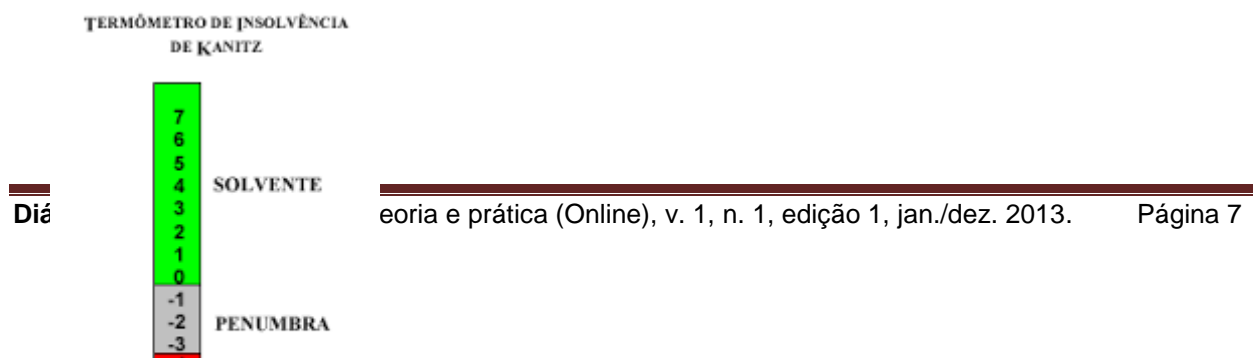 TERMÔMETRO DE INSOLVÊNCIA
DE KANITZ
7
6
5
4
SOLVENTE
3
2
1
0
-1
-2
PENUMBRA
-3
eoria e prática (Online), v. 1, n. 1, edição 1, jan./dez. 2013. Página 7